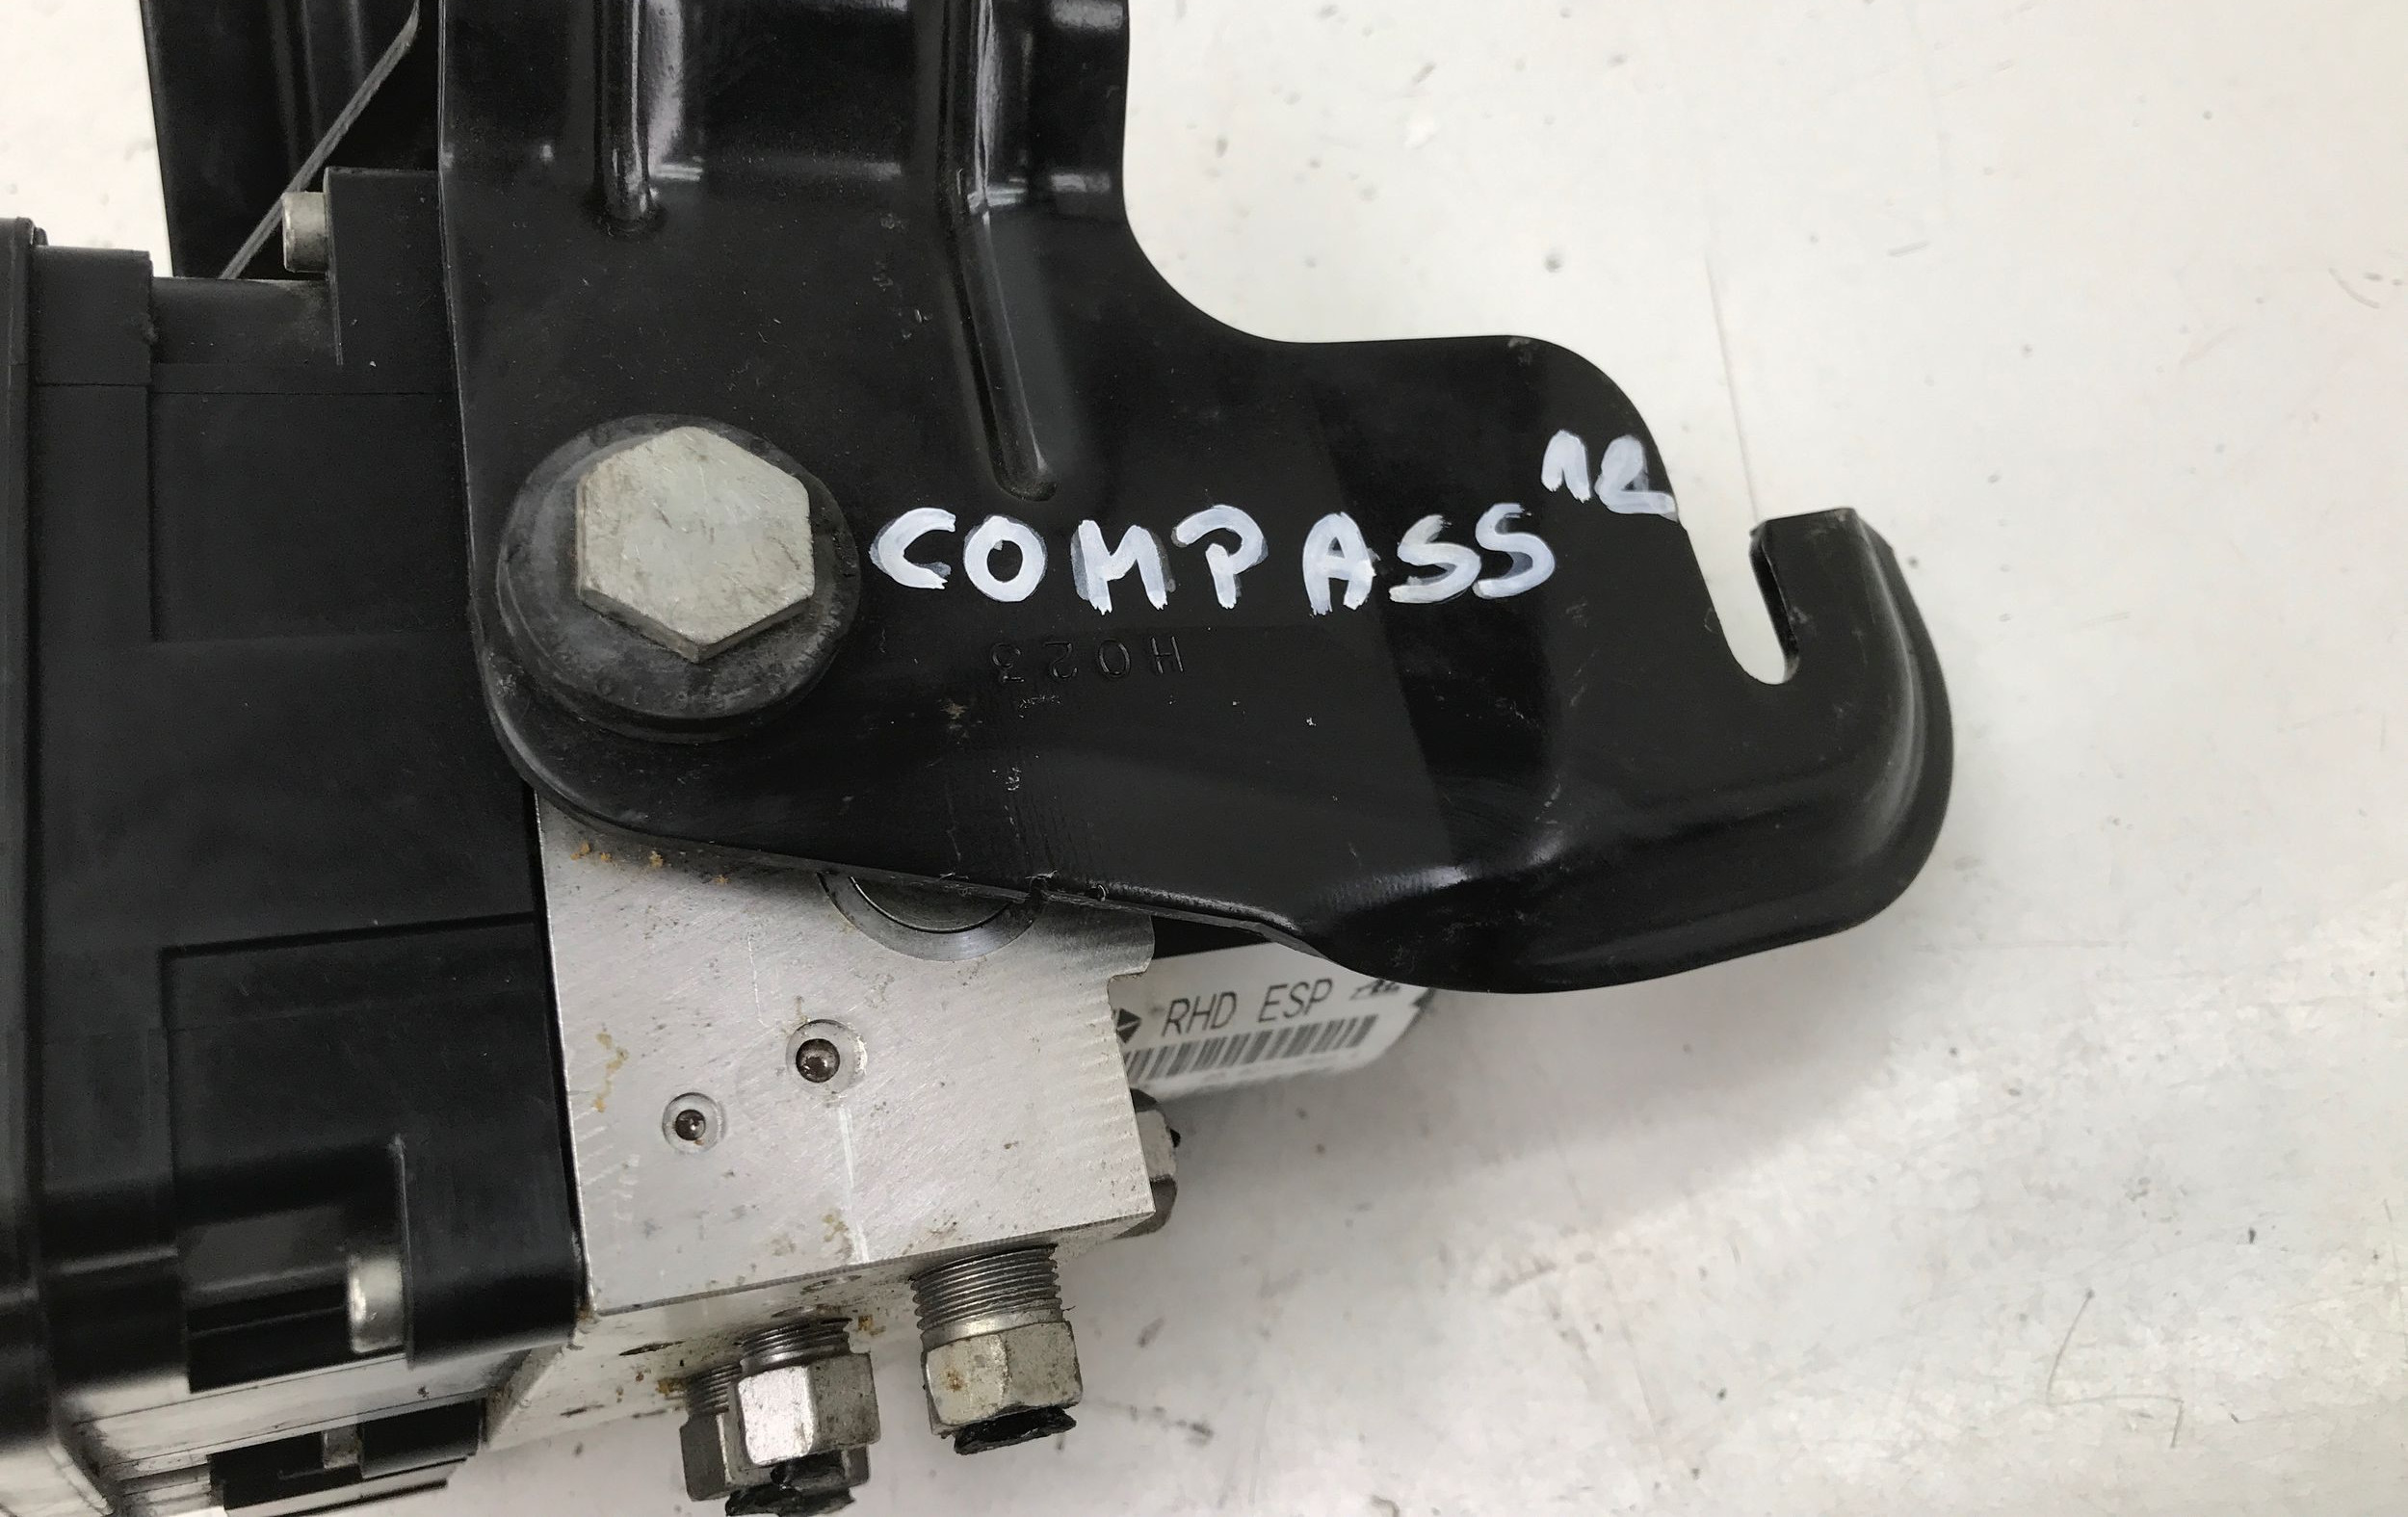 COMPASS 12
H023
RHD ESP